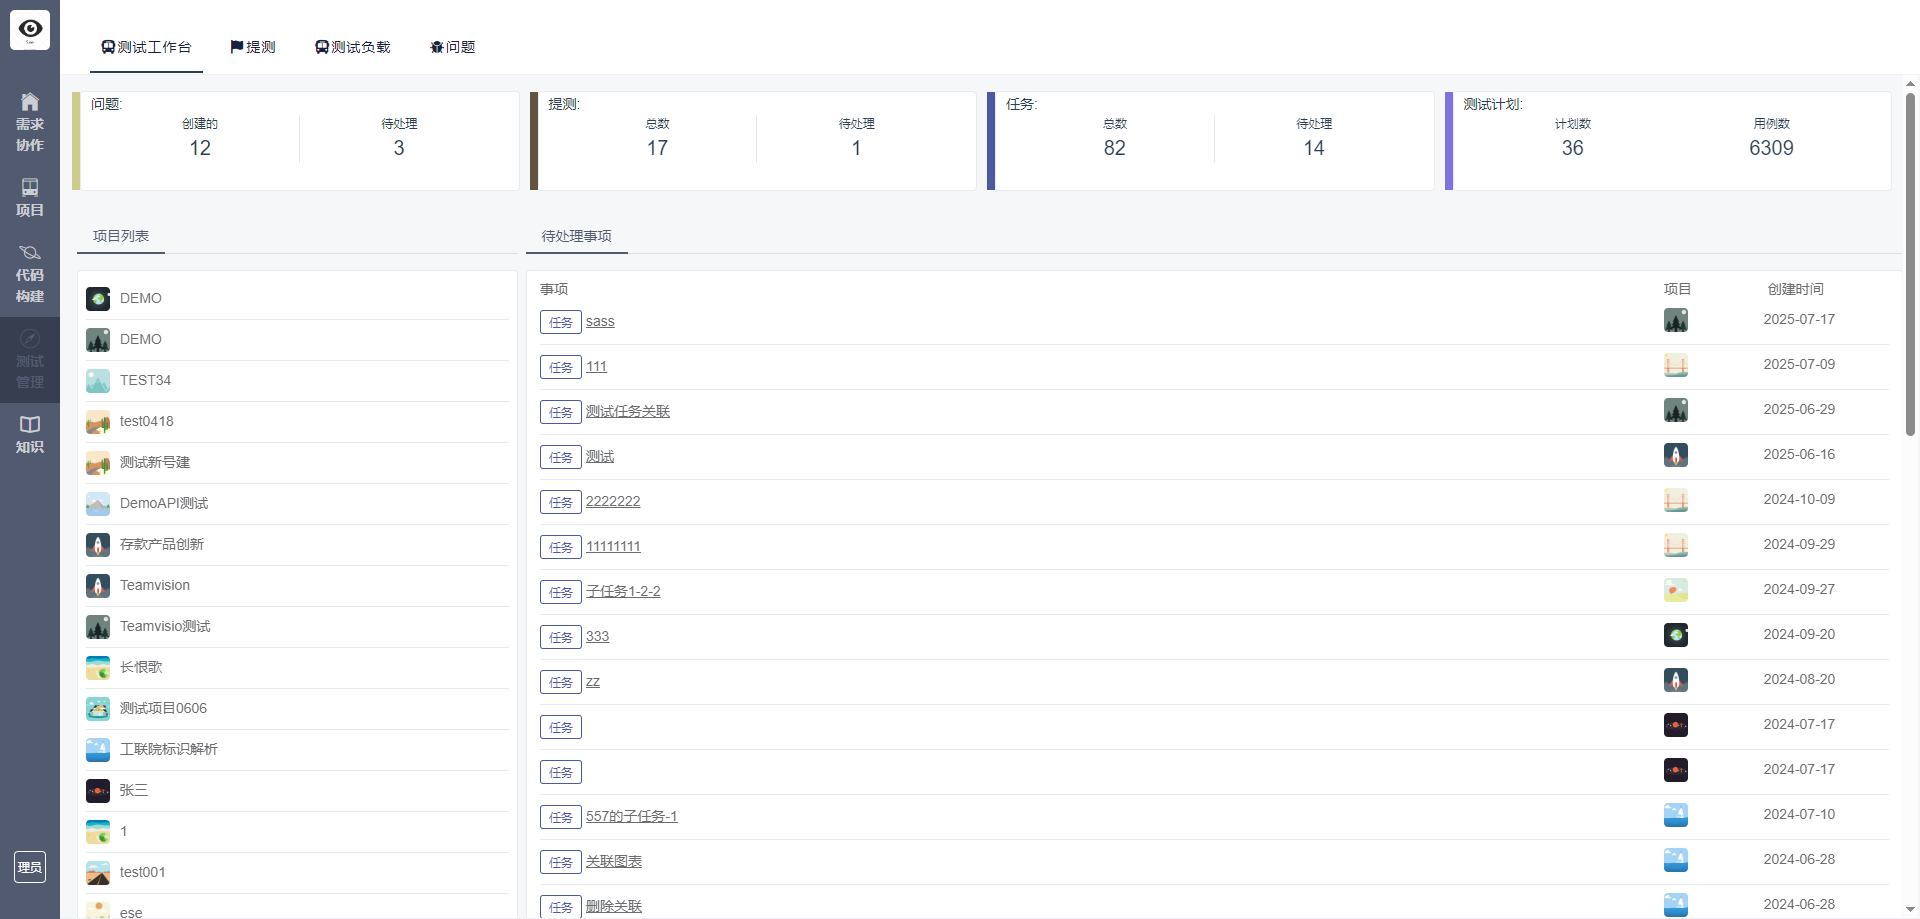 测试工作台 提测 测试负载 问题
需求
协作
项目
代码
构建
测试
管理
知识
理员
问题:
创建的 待处理
12 3
提测:
总数 待处理
17 1
任务:
总数 待处理
82 14
测试计划:
计划数 用例数
36 6309
项目列表
DEMO
DEMO
TEST34
test0418
测试新号建
DemoAPI测试
存款产品创新
Teamvision
Teamvisio测试
长恨歌
测试项目0606
工联院标识解析
张三
1
test001
ese
待处理事项
事项 项目 创建时间
任务 sass 2025-07-17
任务 111 2025-07-09
任务 测试任务关联 2025-06-29
任务 测试 2025-06-16
任务 2222222 2024-10-09
任务 11111111 2024-09-29
任务 子任务1-2-2 2024-09-27
任务 333 2024-09-20
任务 zz 2024-08-20
任务 2024-07-17
任务 2024-07-17
任务 557的子任务-1 2024-07-10
任务 关联图表 2024-06-28
任务 删除关联 2024-06-28